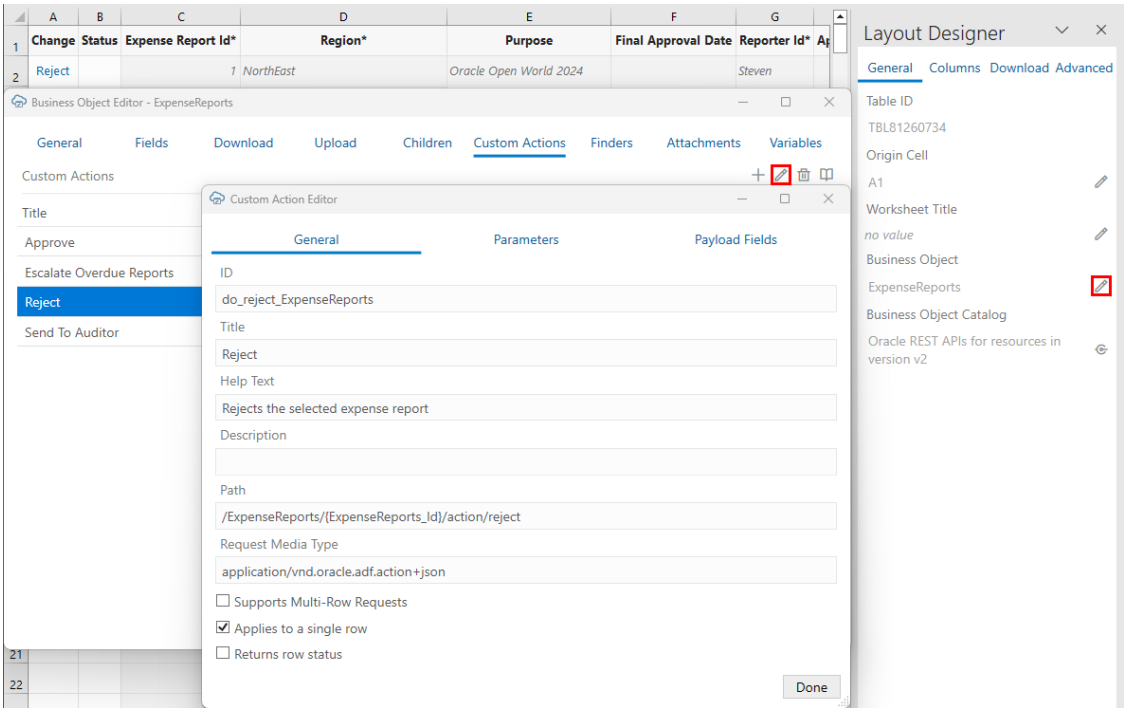 A B C D E F G
1 Change Status Expense Report Id* Region* Purpose Final Approval Date Reporter Id*
2 Reject 1 NorthEast Oracle Open World 2024 Steven
Business Object Editor - ExpenseReports
General Fields Download Upload Children Custom Actions Finders Attachments Variables
Custom Actions
Title
Approve
Escalate Overdue Reports
Reject
Send To Auditor
21
22
Custom Action Editor
General Parameters Payload Fields
ID
do_reject_ExpenseReports
Title
Reject
Help Text
Rejects the selected expense report
Description
Path
/ExpenseReports/{ExpenseReports_Id}/action/reject
Request Media Type
application/vnd.oracle.adf.action+json
Supports Multi-Row Requests
Applies to a single row
Returns row status
Done
Layout Designer
General Columns Download Advanced
Table ID
TBL81260734
Origin Cell
A1
Worksheet Title
no value
Business Object
ExpenseReports
Business Object Catalog
Oracle REST APIs for resources in
version v2